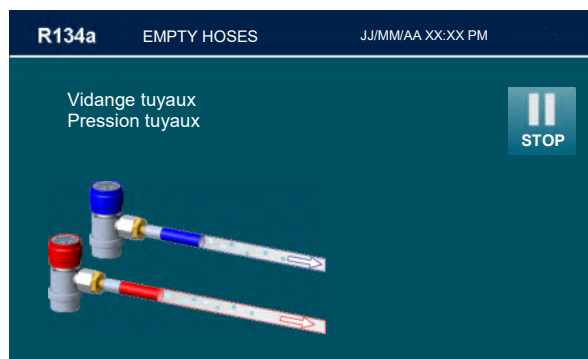 R134a EMPTY HOSES JJ/MM/AA XX:XX PM
Vidange tuyaux
Pression tuyaux
STOP